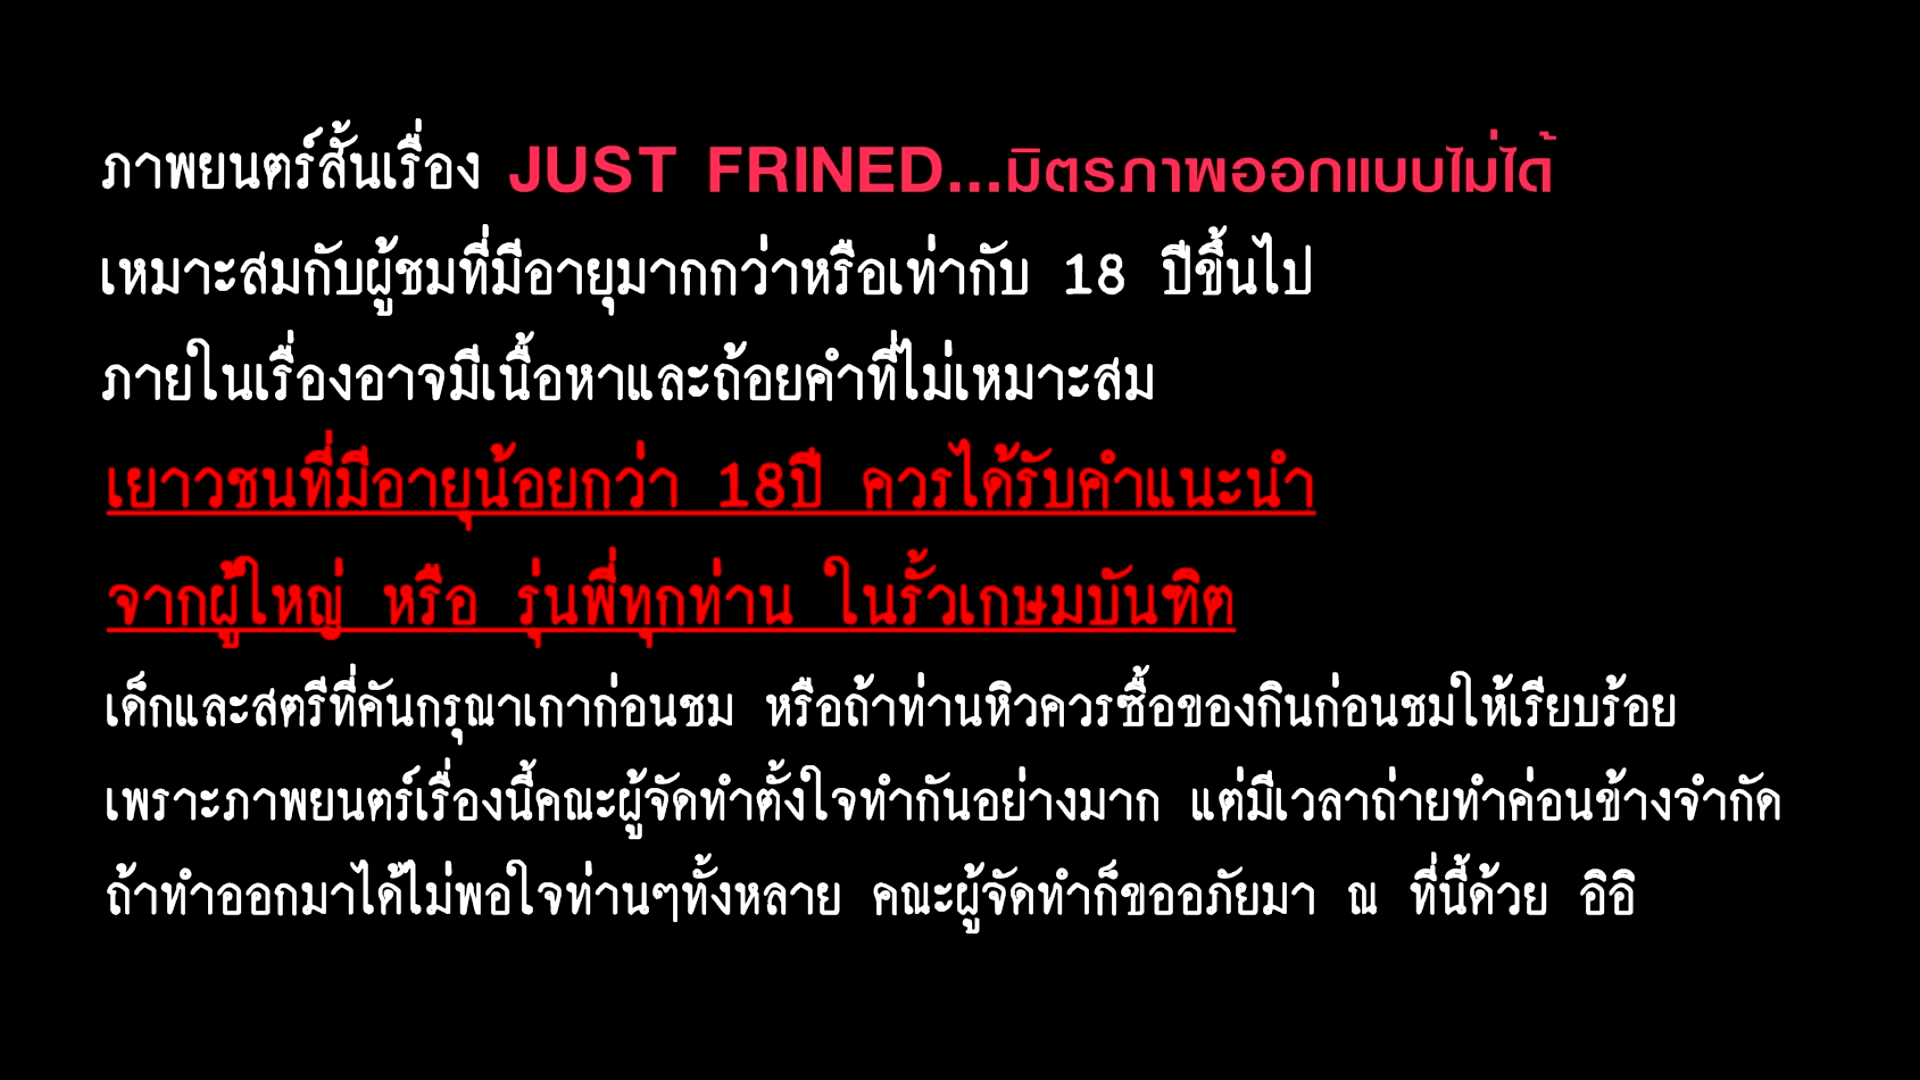 ภาพยนตร์สั้นเรื่อง JUST FRINED...มิตรภาพออกแบบไม่ได้
เหมาะสมกับผู้ชมที่มีอายุมากกว่าหรือเท่ากับ 18 ปีขึ้นไป
ภายในเรื่องอาจมีเนื้อหาและถ้อยคำที่ไม่เหมาะสม
เยาวชนที่มีอายุน้อยกว่า 18ปี ควรได้รับคำแนะนำ
จากผู้ใหญ่ หรือ รุ่นพี่ทุกท่าน ในรั้วเกษมบันฑิต
เด็กและสตรีที่คันกรุณาเกาก่อนชม หรือถ้าท่านหิวควรซื้อของกินก่อนชมให้เรียบร้อย
เพราะภาพยนตร์เรื่องนี้คณะผู้จัดทำตั้งใจทำกันอย่างมาก แต่มีเวลาถ่ายทำค่อนข้างจำกัด
ถ้าทำออกมาได้ไม่พอใจท่านๆทั้งหลาย คณะผู้จัดทำก็ขออภัยมา ณ ที่นี้ด้วย อิอิ